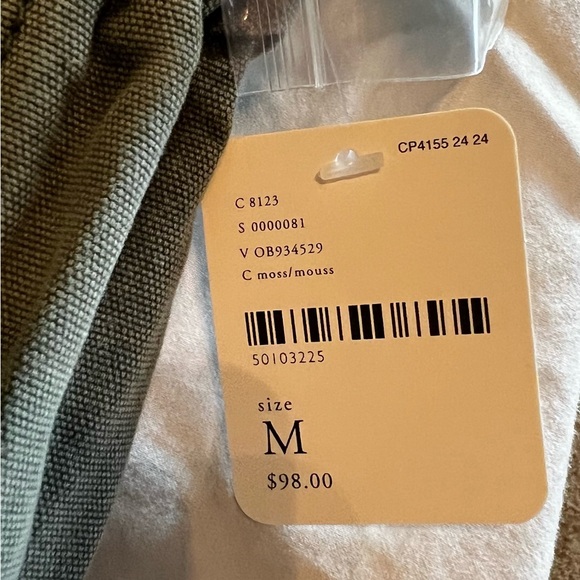 CP4155 24 24
C 8123
S 0000081
V OB934529
C moss/mouss
50103225
size
M
$98.00